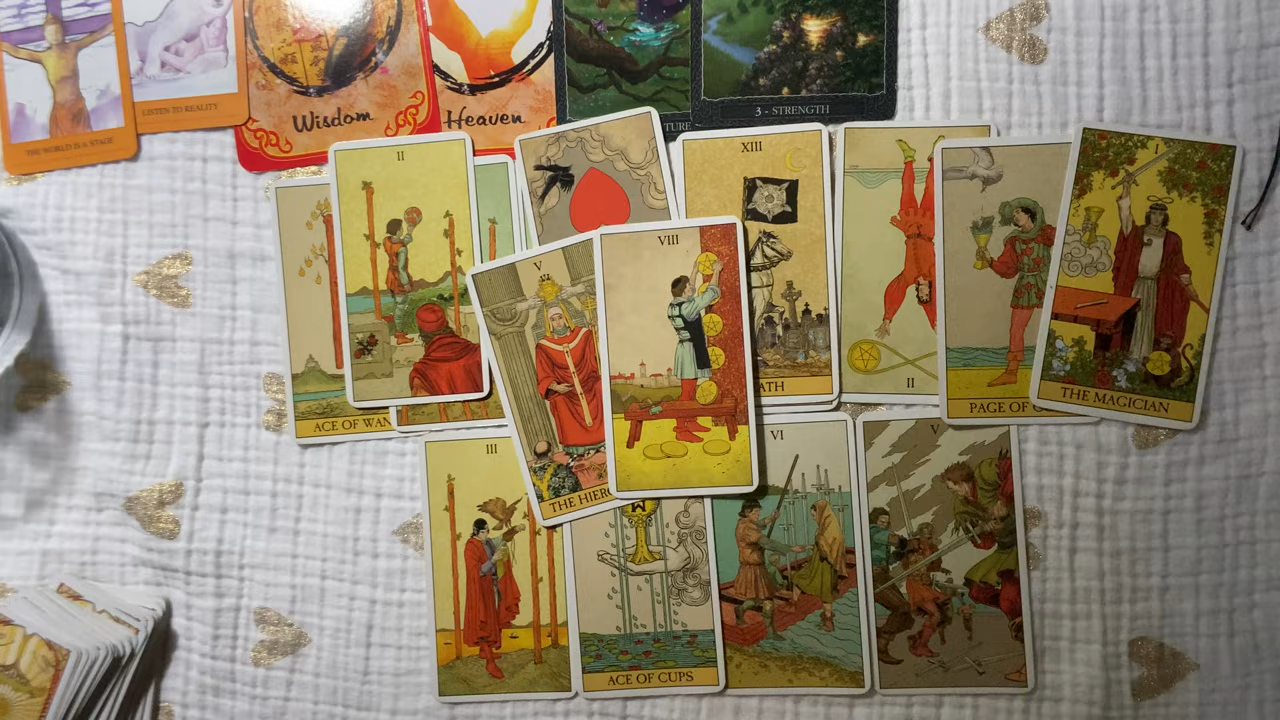 THE WORLD IS A STAGE
LISTEN TO REALITY
Wisdom
Heaven
TURE
3 - STRENGTH
II
XIII
I
V
VIII
ATH
II
ACE OF WAN
PAGE OF
THE MAGICIAN
THE HIER
III
VI
V
ACE OF CUPS